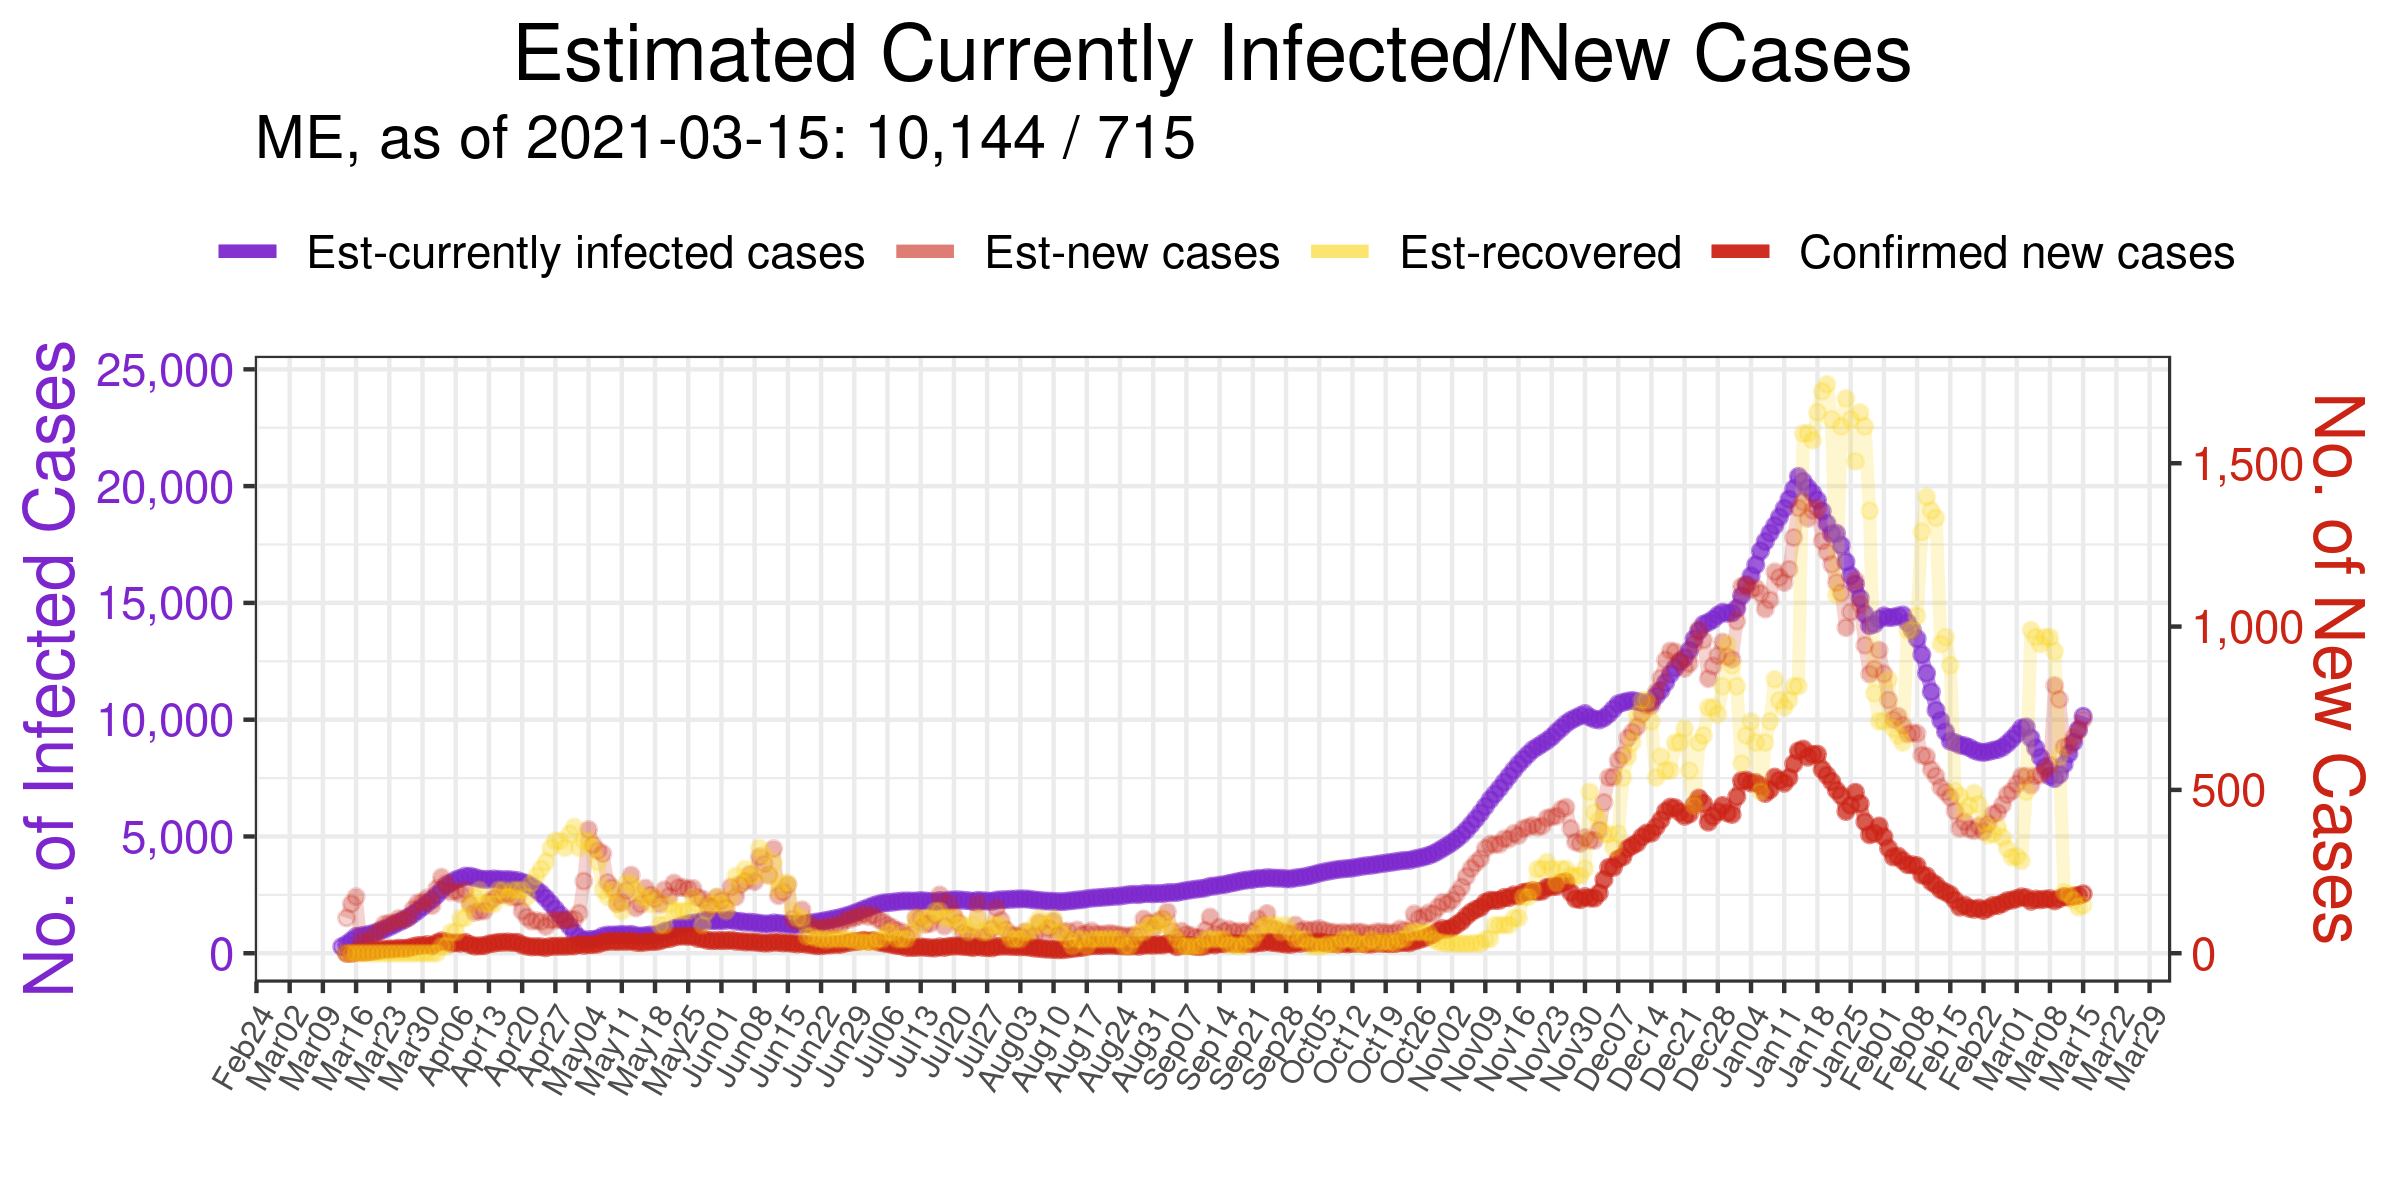 Estimated Currently Infected/New Cases
ME, as of 2021-03-15: 10,144 / 715
Est-currently infected cases Est-new cases Est-recovered Confirmed new cases
No. of Infected Cases
25,000
20,000
15,000
10,000
5,000
0
1,500
1,000
500
0
No. of New Cases
Feb24 Mar02 Mar09 Mar16 Mar23 Mar30 Apr06 Apr13 Apr20 Apr27 May04 May11 May18 May25 Jun01 Jun08 Jun15 Jun22 Jun29 Jul06 Jul13 Jul20 Jul27 Aug03 Aug10 Aug17 Aug24 Aug31 Sep07 Sep14 Sep21 Sep28 Oct05 Oct12 Oct19 Oct26 Nov02 Nov09 Nov16 Nov23 Nov30 Dec07 Dec14 Dec21 Dec28 Jan04 Jan11 Jan18 Jan25 Feb01 Feb08 Feb15 Feb22 Mar01 Mar08 Mar15 Mar22 Mar29